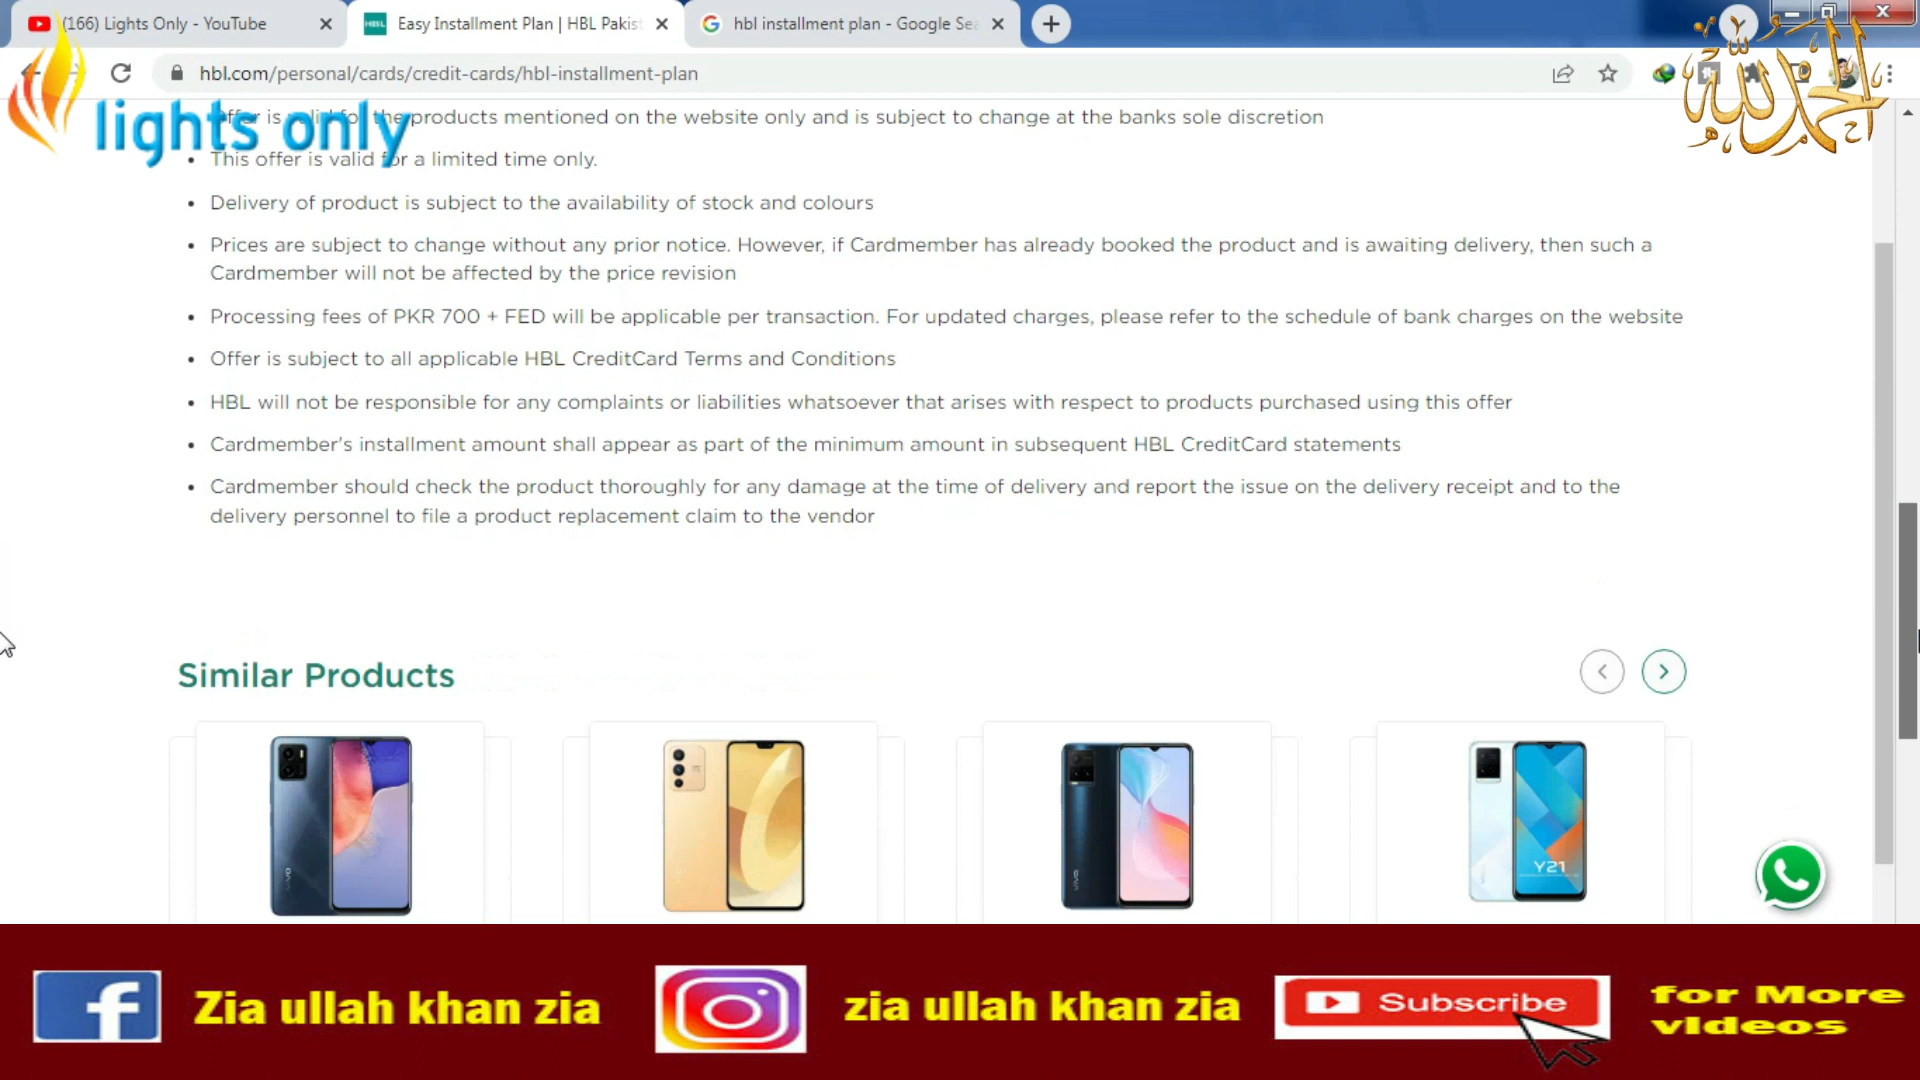 (166) Lights Only - YouTube
Easy Installment Plan | HBL Pakist
hbl installment plan - Google Sea
hbl.com/personal/cards/credit-cards/hbl-installment-plan
الحمدلله
lights only
Offer is valid for the products mentioned on the website only and is subject to change at the banks sole discretion
This offer is valid for a limited time only.
Delivery of product is subject to the availability of stock and colours
Prices are subject to change without any prior notice. However, if Cardmember has already booked the product and is awaiting delivery, then such a
Cardmember will not be affected by the price revision
Processing fees of PKR 700 + FED will be applicable per transaction. For updated charges, please refer to the schedule of bank charges on the website
Offer is subject to all applicable HBL CreditCard Terms and Conditions
HBL will not be responsible for any complaints or liabilities whatsoever that arises with respect to products purchased using this offer
Cardmember's installment amount shall appear as part of the minimum amount in subsequent HBL CreditCard statements
Cardmember should check the product thoroughly for any damage at the time of delivery and report the issue on the delivery receipt and to the
delivery personnel to file a product replacement claim to the vendor
Similar Products
vivo
vivo
Y21
Zia ullah khan zia
zia ullah khan zia
Subscribe
for More
videos